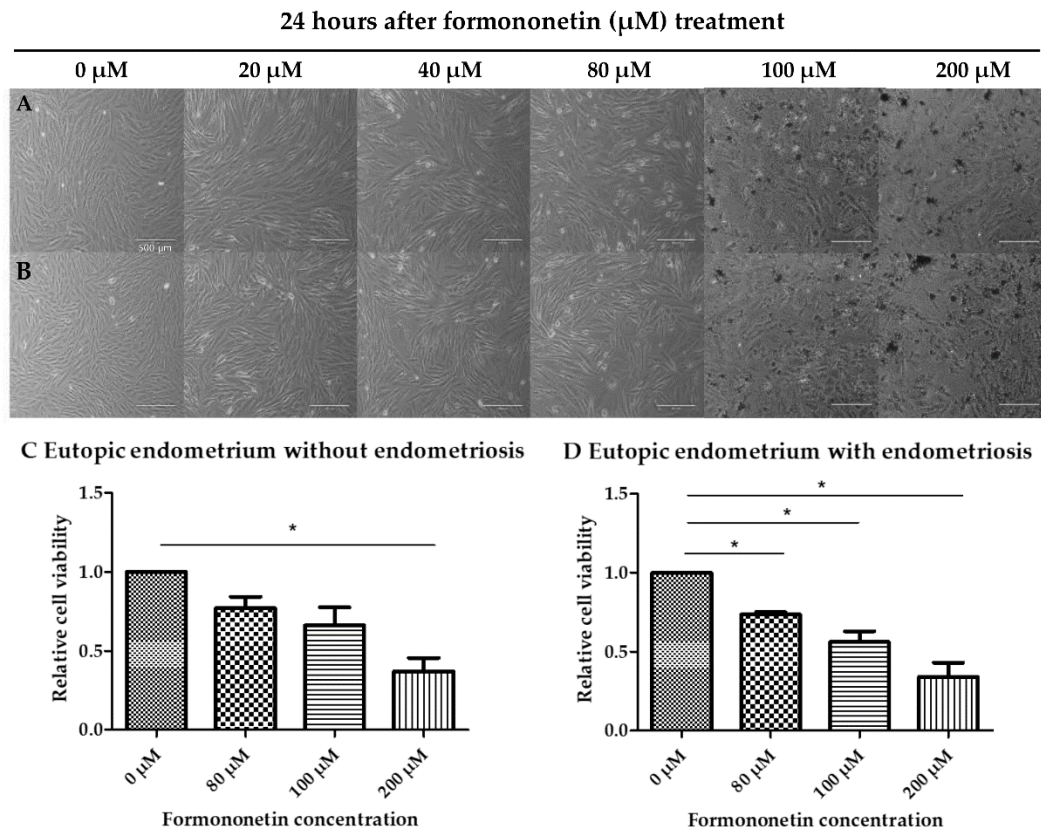 24 hours after formononetin (μM) treatment
0 μM 20 μM 40 μM 80 μM 100 μM 200 μM
A
500 μm
B
C Eutopic endometrium without endometriosis
1.5
1.0
0.5
0.0
Relative cell viability
*
0 μM 80 μM 100 μM 200 μM
Formononetin concentration
D Eutopic endometrium with endometriosis
1.5
1.0
0.5
0.0
Relative cell viability
*
*
*
0 μM 80 μM 100 μM 200 μM
Formononetin concentration